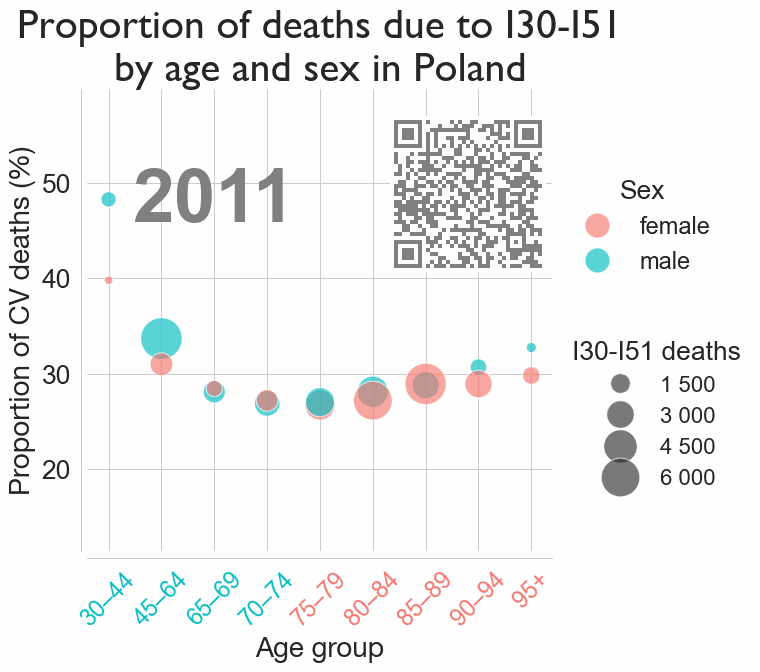 Proportion of deaths due to I30-I51
by age and sex in Poland
Proportion of CV deaths (%)
50
40
30
20
2011
30–44
45–64
65–69
70–74
75–79
80–84
85–89
90–94
95+
Age group
Sex
female
male
I30-I51 deaths
1 500
3 000
4 500
6 000